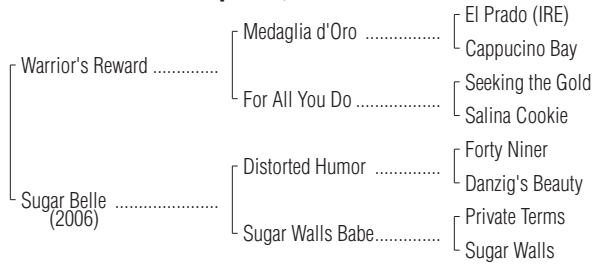 El Prado (IRE)
Medaglia d'Oro ................
Cappucino Bay
Warrior's Reward .............
Seeking the Gold
For All You Do ..................
Salina Cookie
Forty Niner
Distorted Humor ..............
Danzig's Beauty
Sugar Belle ......................
(2006)
Private Terms
Sugar Walls Babe..............
Sugar Walls